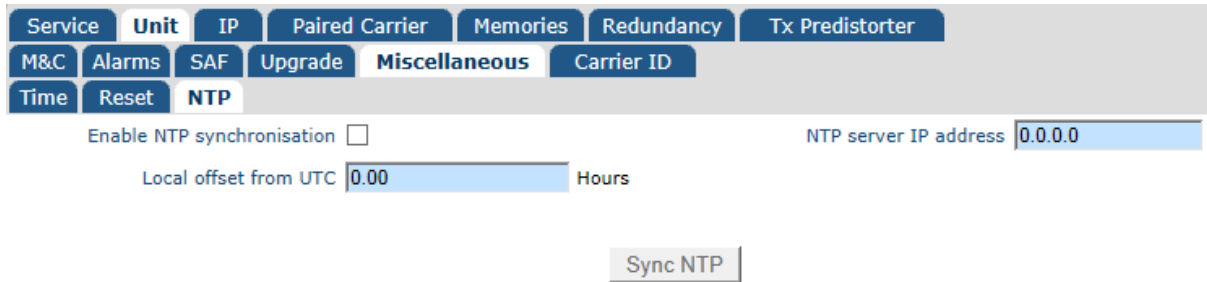 Service Unit IP Paired Carrier Memories Redundancy Tx Predistorter
M&C Alarms SAF Upgrade Miscellaneous Carrier ID
Time Reset NTP
Enable NTP synchronisation NTP server IP address 0.0.0.0
Local offset from UTC 0.00 Hours
Sync NTP